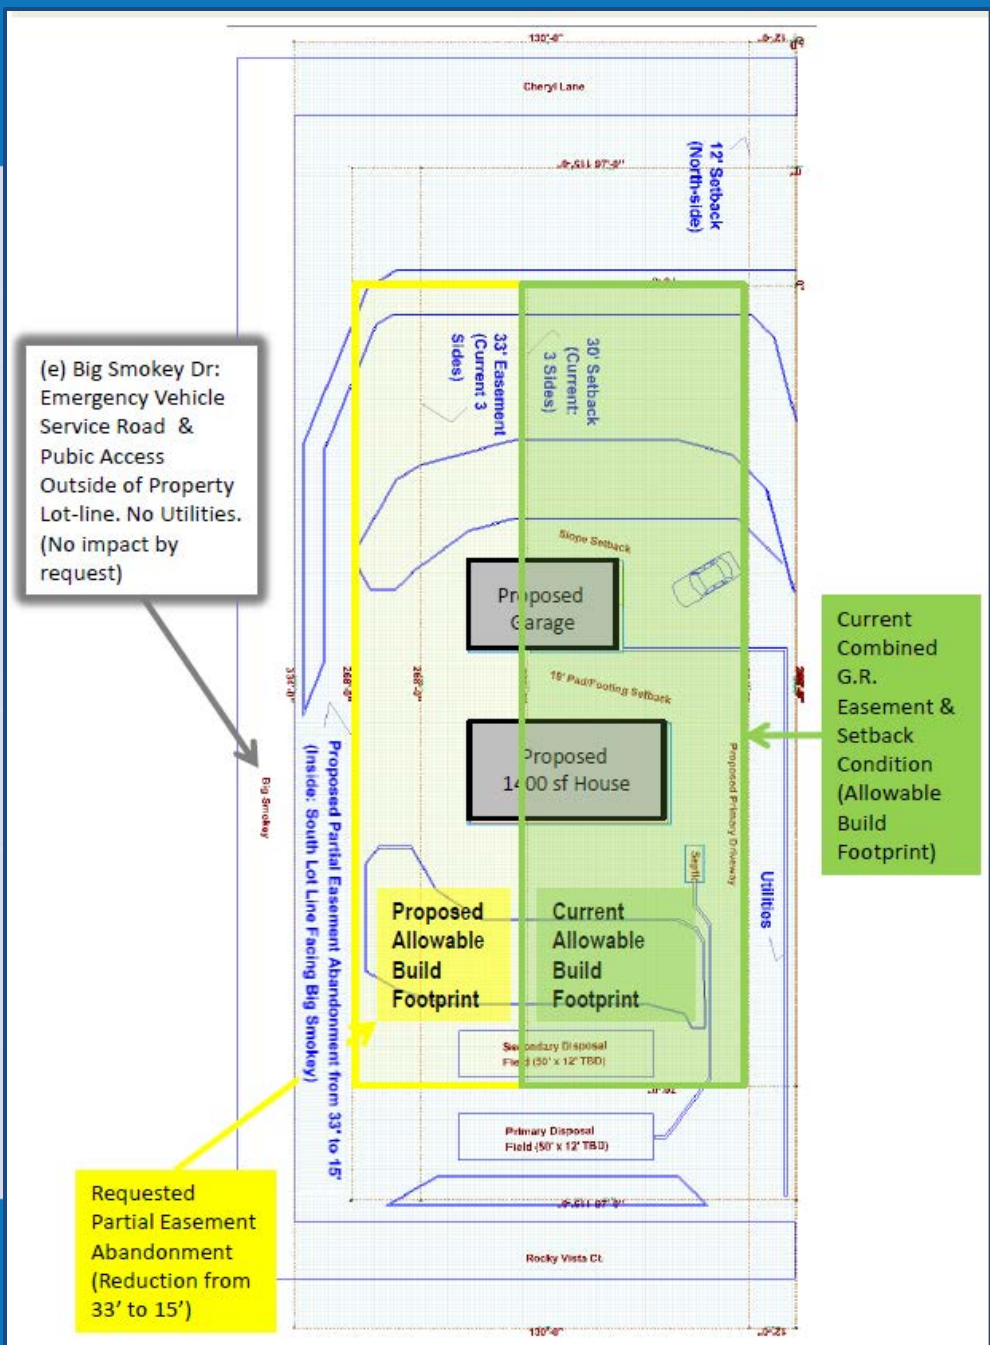 130'-0"
12'-0"
Cheryl Lane
12' Setback
(North-side)
33' Easement
(Current 3
Sides)
30' Setback
(Current:
3 Sides)
(e) Big Smokey Dr:
Emergency Vehicle
Service Road &
Pubic Access
Outside of Property
Lot-line. No Utilities.
(No impact by
request)
Slope Setback
Proposed
Garage
Current
Combined
G.R.
Easement &
Setback
Condition
(Allowable
Build
Footprint)
334'-0"
268'-0"
268'-0"
Pad/Footing Setback
Proposed
1400 sf House
Big Smokey
Proposed Partial Easement Abandonment from 33' to 15'
(Inside: South Lot Line Facing Big Smokey)
Proposed Primary Driveway
Septic
Utilities
Proposed
Allowable
Build
Footprint
Current
Allowable
Build
Footprint
Secondary Disposal
Field (50' x 12' TBD)
Primary Disposal
Field (50' x 12' TBD)
Requested
Partial Easement
Abandonment
(Reduction from
33' to 15')
Rocky Vista Ct.
130'-0"
12'-0"